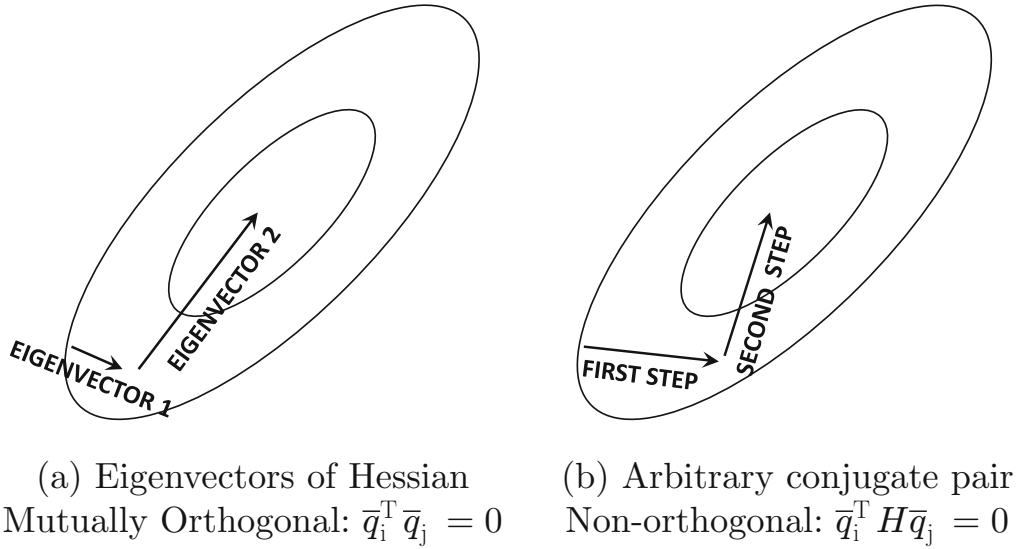 EIGENVECTOR 1
EIGENVECTOR 2
(a) Eigenvectors of Hessian
Mutually Orthogonal: q̅ᵢᵀ q̅ⱼ = 0
FIRST STEP
SECOND STEP
(b) Arbitrary conjugate pair
Non-orthogonal: q̅ᵢᵀ Hq̅ⱼ = 0